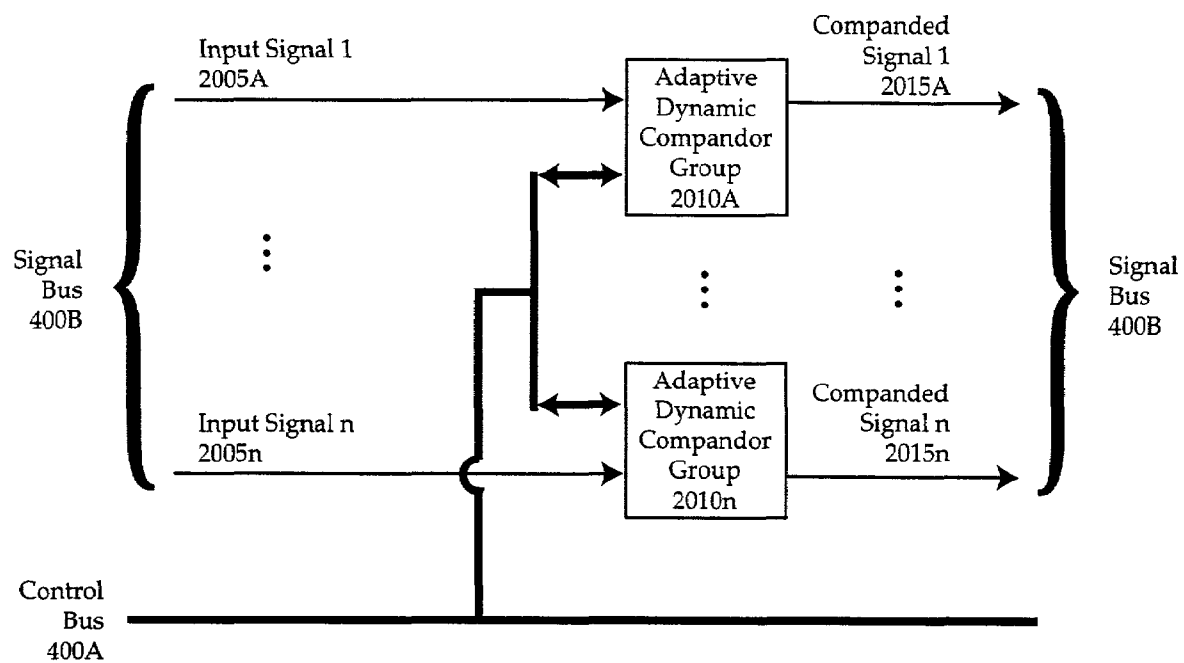 Input Signal 1
2005A
Companded
Signal 1
2015A
Adaptive
Dynamic
Compandor
Group
2010A
Signal
Bus
400B
Signal
Bus
400B
Input Signal n
2005n
Adaptive
Dynamic
Compandor
Group
2010n
Companded
Signal n
2015n
Control
Bus
400A